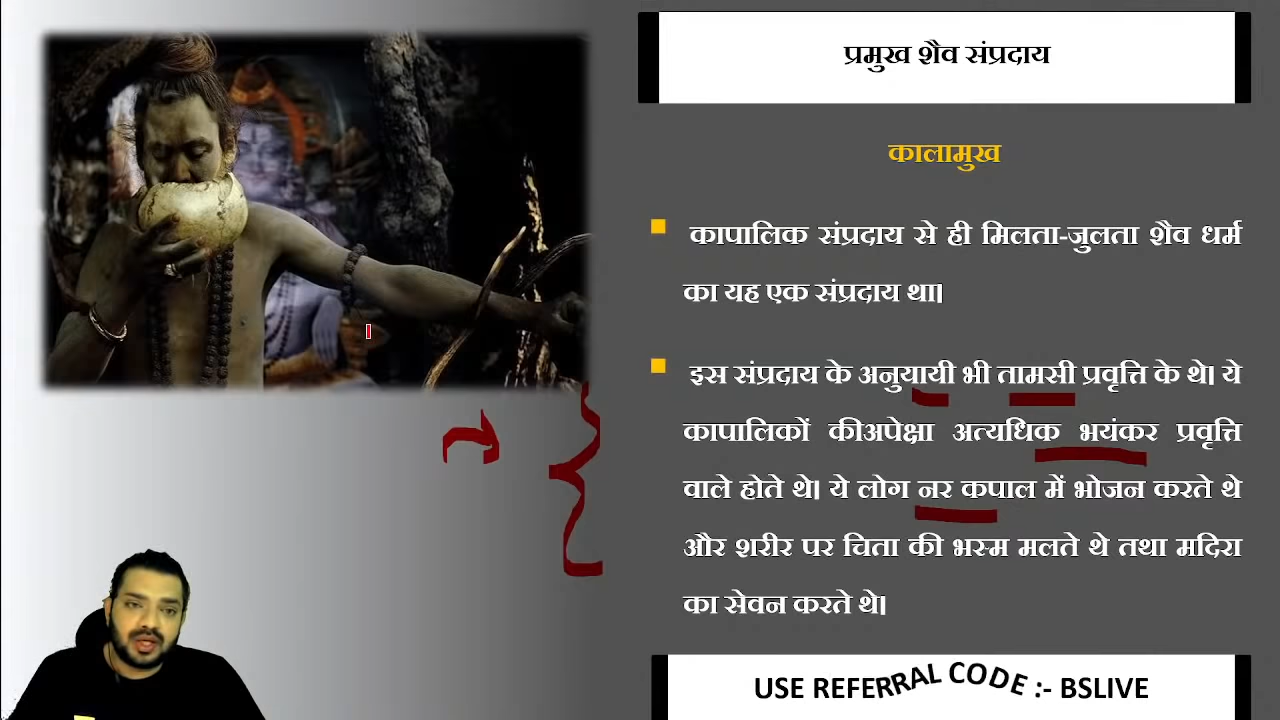 प्रमुख शैव संप्रदाय
कालामुख
कापालिक संप्रदाय से ही मिलता-जुलता शैव धर्म
का यह एक संप्रदाय था।
इस संप्रदाय के अनुयायी भी तामसी प्रवृत्ति के थे। ये
कापालिकों कीअपेक्षा अत्यधिक भयंकर प्रवृत्ति
वाले होते थे। ये लोग नर कपाल में भोजन करते थे
और शरीर पर चिता की भस्म मलते थे तथा मदिरा
का सेवन करते थे।
USE REFERRAL CODE :- BSLIVE